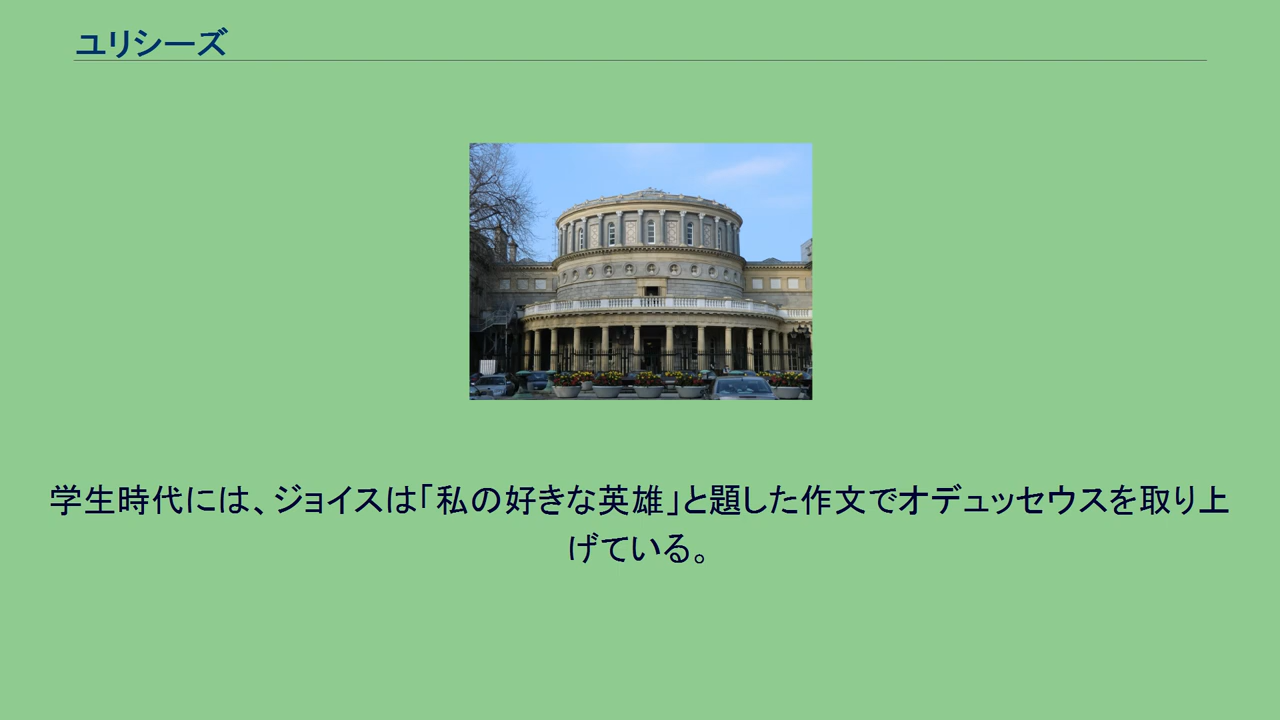 ユリシーズ
学生時代には、ジョイスは「私の好きな英雄」と題した作文でオデュッセウスを取り上
げている。